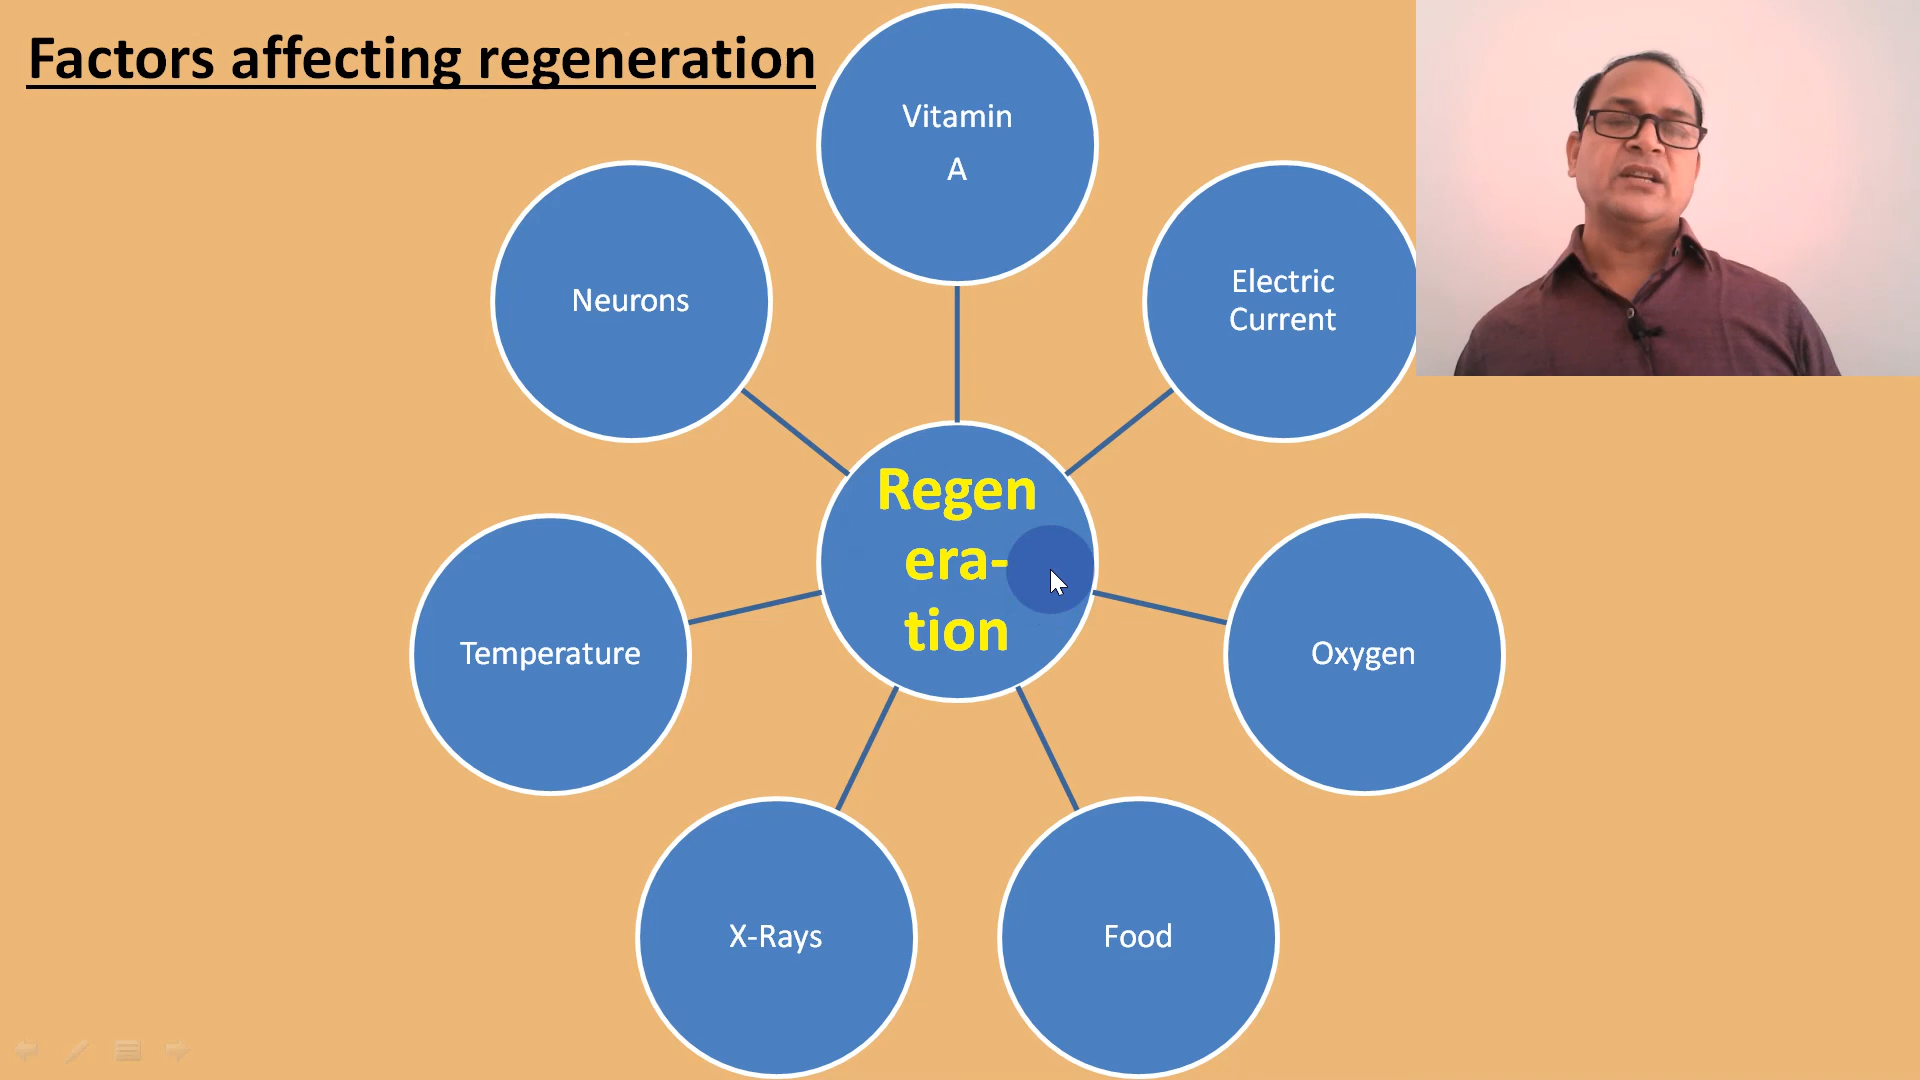 Factors affecting regeneration
Vitamin
A
Electric
Current
Oxygen
Food
X-Rays
Temperature
Neurons
Regen
era-
tion